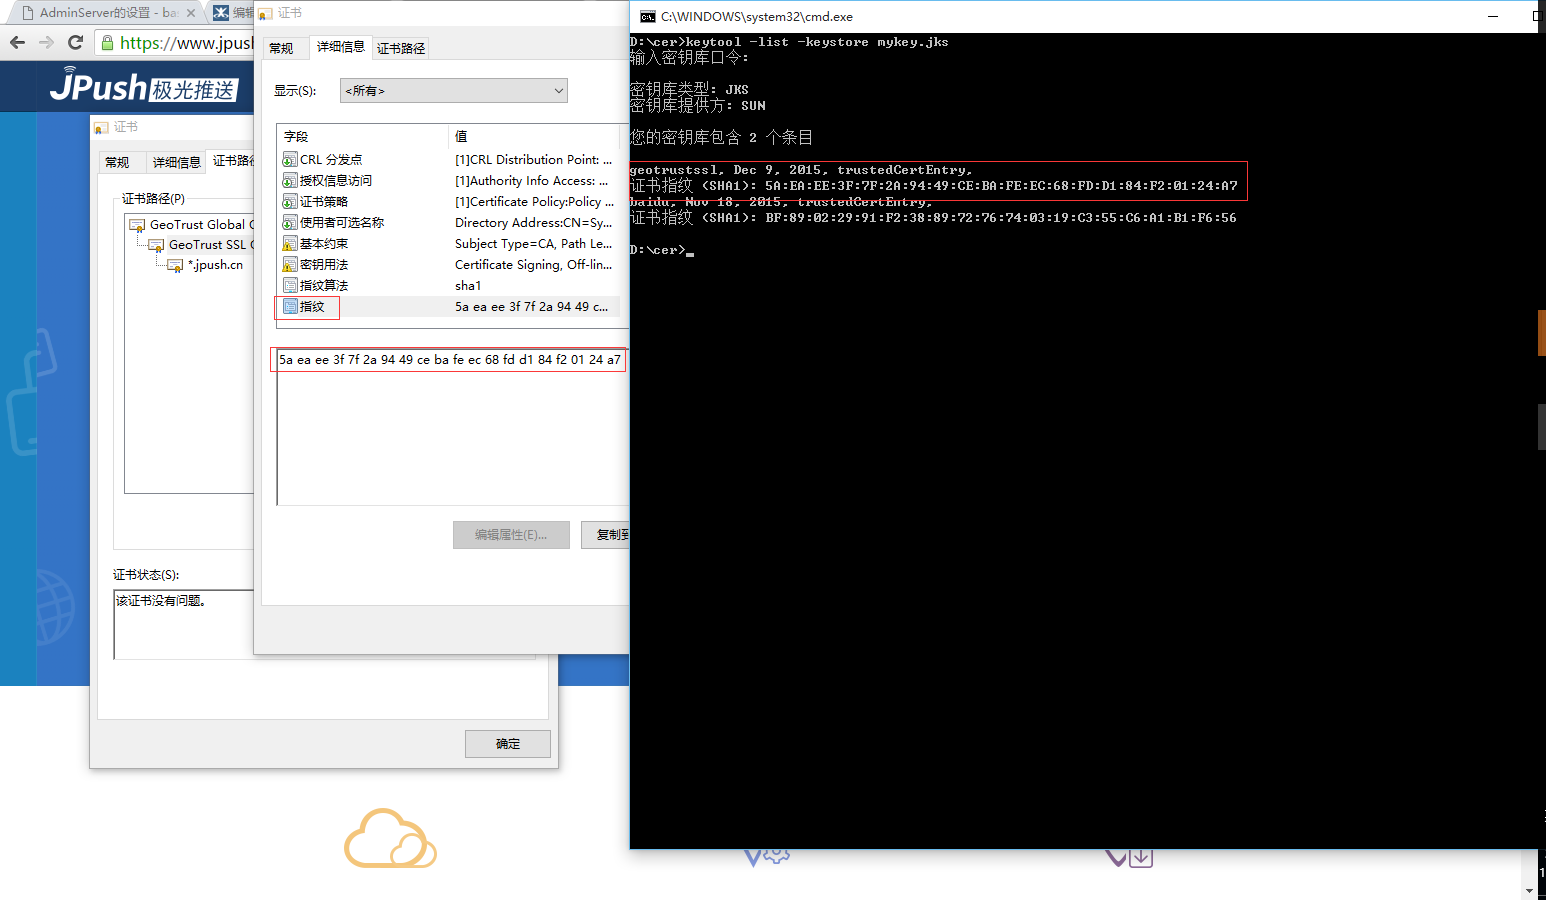 AdminServer的设置 - ba
编辑
https://www.jpush
JPush极光推送
证书
常规
详细信息
证书路径
证书路径(P)
GeoTrust Global
GeoTrust SSL
*.jpush.cn
证书状态(S):
该证书没有问题。
确定
证书
常规
详细信息
证书路径
显示(S):
<所有>
字段 值
CRL 分发点 [1]CRL Distribution Point: ...
授权信息访问 [1]Authority Info Access: ...
证书策略 [1]Certificate Policy:Policy ...
使用者可选名称 Directory Address:CN=Sy...
基本约束 Subject Type=CA, Path Le...
密钥用法 Certificate Signing, Off-lin...
指纹算法 sha1
指纹 5a ea ee 3f 7f 2a 94 49 c...
5a ea ee 3f 7f 2a 94 49 ce ba fe ec 68 fd d1 84 f2 01 24 a7
编辑属性(E)...
复制到
C:\WINDOWS\system32\cmd.exe
D:\cer>keytool -list -keystore mykey.jks
输入密钥库口令:
密钥库类型: JKS
密钥库提供方: SUN
您的密钥库包含 2 个条目
geotrustssl, Dec 9, 2015, trustedCertEntry,
证书指纹 (SHA1): 5A:EA:EE:3F:7F:2A:94:49:CE:BA:FE:EC:68:FD:D1:84:F2:01:24:A7
baidu, Nov 18, 2015, trustedCertEntry,
证书指纹 (SHA1): BF:89:02:29:91:F2:38:89:72:76:74:03:19:C3:55:C6:A1:B1:F6:56
D:\cer>